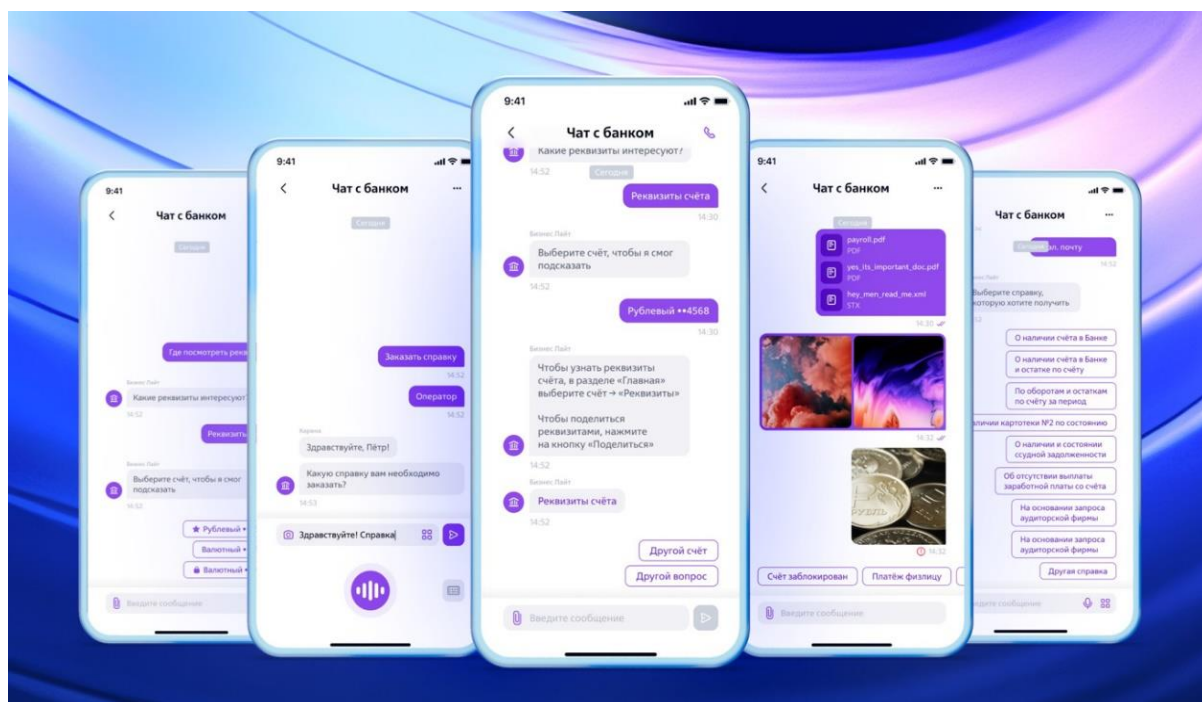 9:41
Чат с банком
Сегодня
Где посмотреть
Бизнес Лайт
Какие реквизиты интересуют
14:52
Реквизиты
Бизнес Лайт
Выберите счёт, чтобы я смог
подсказать
14:52
Рублевый •
Валютный •
Валютный •
Введите сообщение
9:41
Чат с банком
Сегодня
Заказать справку
14:52
Оператор
14:52
Здравствуйте, Пётр!
Какую справку вам необходимо
заказать?
14:53
Здравствуйте! Справка
9:41
Чат с банком
Какие реквизиты интересуют?
14:52
Сегодня
Реквизиты счёта
14:30
Бизнес Лайт
Выберите счёт, чтобы я смог
подсказать
14:52
Рублевый ••4568
14:30
Бизнес Лайт
Чтобы узнать реквизиты
счёта, в разделе «Главная»
выберите счёт → «Реквизиты»
Чтобы поделиться
реквизитами, нажмите
на кнопку «Поделиться»
14:52
Бизнес Лайт
Реквизиты счёта
14:52
Другой счёт
Другой вопрос
Введите сообщение
9:41
Чат с банком
Сегодня
payroll.pdf
PDF
yes_its_important_doc.pdf
PDF
hey_men_read_me.xml
STX
14:30
14:32
РУБЛЬ
14:32
Счёт заблокирован
Платёж физлицу
Введите сообщение
Чат с банком
Сегодня
эл. почту
14:52
Выберите справку,
которую хотите получить
О наличии счёта в Банке
О наличии счёта в Банке
и остатке по счёту
По оборотам и остаткам
по счёту за период
картотеки №2 по состоянию
О наличии и состоянии
ссудной задолженности
Об отсутствии выплаты
заработной платы со счёта
На основании запроса
аудиторской фирмы
На основании запроса
аудиторской фирмы
Другая справка
сообщение